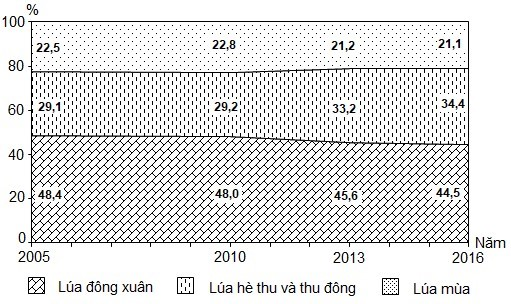 %
100
22,5 22,8 21,2 21,1
80
29,1 29,2 33,2 34,4
60
40
48,4 48,0 45,6 44,5
20
0
Năm
2005 2010 2013 2016
Lúa đông xuân Lúa hè thu và thu đông Lúa mùa